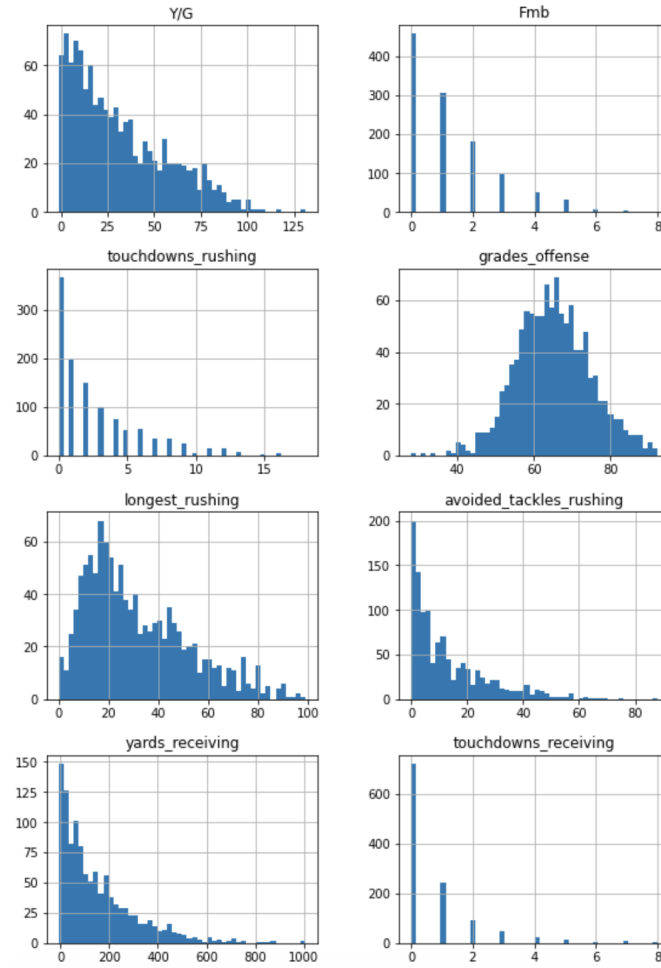 Y/G
Fmb
60
40
20
0
0 25 50 75 100 125
400
300
200
100
0
0 2 4 6 8
touchdowns_rushing
grades_offense
300
200
100
0
0 5 10 15
60
40
20
0
40 60 80
longest_rushing
avoided_tackles_rushing
60
40
20
0
0 20 40 60 80 100
200
150
100
50
0
0 20 40 60 80
yards_receiving
touchdowns_receiving
150
125
100
75
50
25
0
0 200 400 600 800 1000
600
400
200
0
0 2 4 6 8